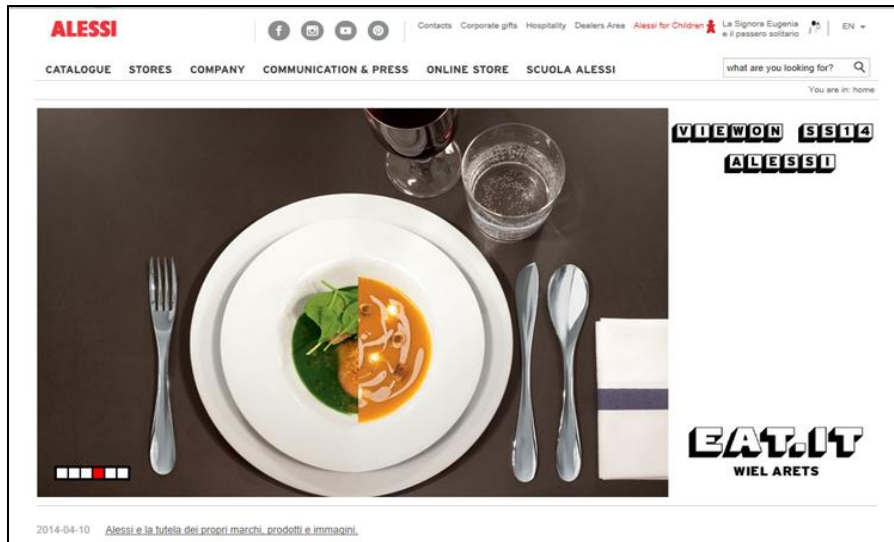 ALESSI
Contacts Corporate gifts Hospitality Dealers Area Alessi for Children La Signora Eugenia e il passero solitario EN
CATALOGUE STORES COMPANY COMMUNICATION & PRESS ONLINE STORE SCUOLA ALESSI
what are you looking for?
You are in: home
VIEWON SS14
ALESSI
EAT.IT
WIEL ARETS
2014-04-10 Alessi e la tutela dei propri marchi, prodotti e immagini.